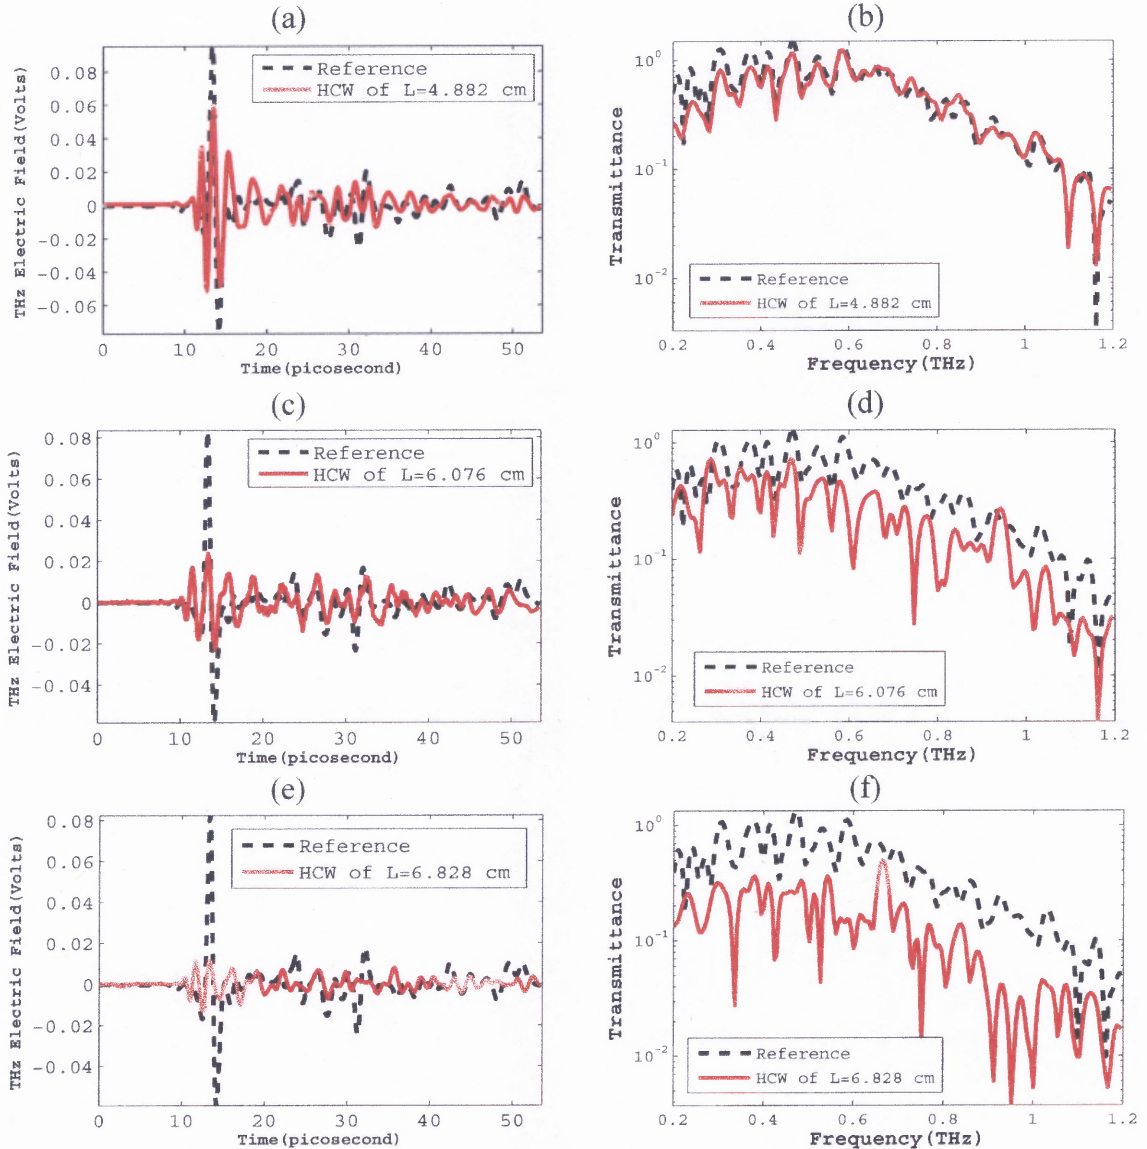 (a)
THz Electric Field(Volts)
0.08
0.06
0.04
0.02
0
-0.02
-0.04
-0.06
Reference
HCW of L=4.882 cm
0 10 20 30 40 50
Time(picosecond)
(b)
Transmittance
10^0
10^-1
10^-2
Reference
HCW of L=4.882 cm
0.2 0.4 0.6 0.8 1 1.2
Frequency(THz)
(c)
THz Electric Field(Volts)
0.08
0.06
0.04
0.02
0
-0.02
-0.04
Reference
HCW of L=6.076 cm
0 10 20 30 40 50
Time(picosecond)
(d)
Transmittance
10^0
10^-1
10^-2
Reference
HCW of L=6.076 cm
0.2 0.4 0.6 0.8 1 1.2
Frequency(THz)
(e)
THz Electric Field(Volts)
0.08
0.06
0.04
0.02
0
-0.02
-0.04
Reference
HCW of L=6.828 cm
0 10 20 30 40 50
Time(picosecond)
(f)
Transmittance
10^0
10^-1
10^-2
Reference
HCW of L=6.828 cm
0.2 0.4 0.6 0.8 1 1.2
Frequency(THz)